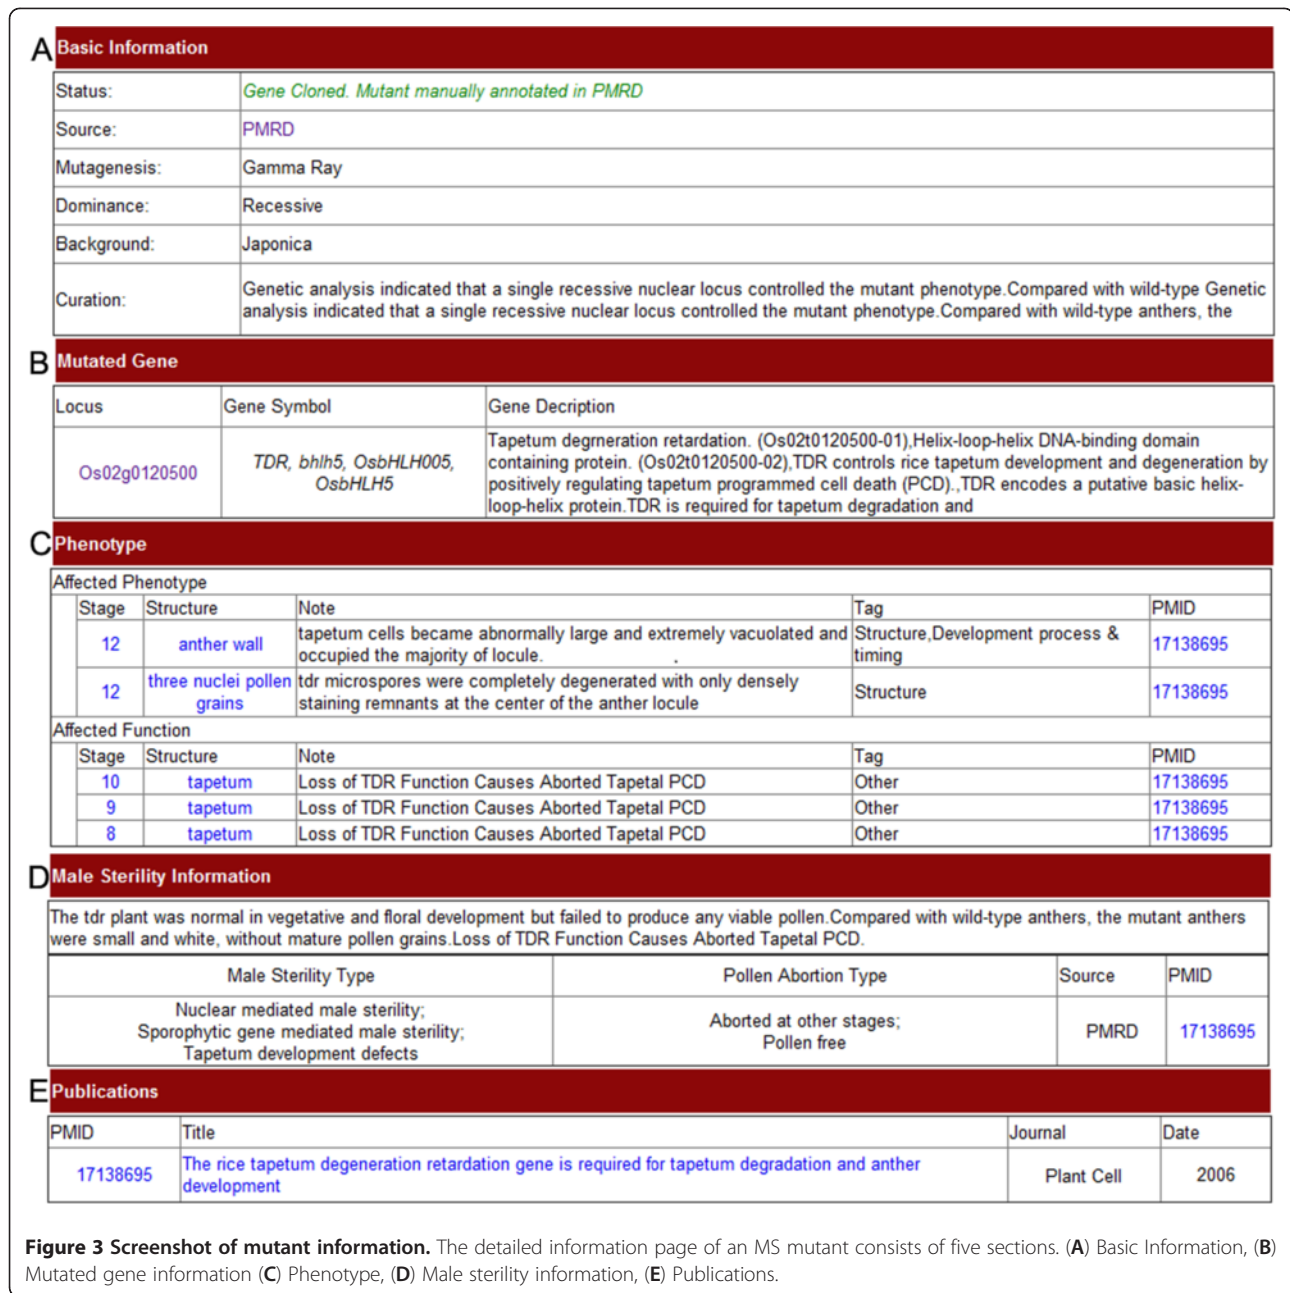 A Basic Information
Status: Gene Cloned. Mutant manually annotated in PMRD
Source: PMRD
Mutagenesis: Gamma Ray
Dominance: Recessive
Background: Japonica
Curation: Genetic analysis indicated that a single recessive nuclear locus controlled the mutant phenotype.Compared with wild-type Genetic
analysis indicated that a single recessive nuclear locus controlled the mutant phenotype.Compared with wild-type anthers, the
B Mutated Gene
Locus Gene Symbol Gene Decription
Os02g0120500
TDR, bhlh5, OsbHLH005,
OsbHLH5
Tapetum degrneration retardation. (Os02t0120500-01),Helix-loop-helix DNA-binding domain
containing protein. (Os02t0120500-02),TDR controls rice tapetum development and degeneration by
positively regulating tapetum programmed cell death (PCD).,TDR encodes a putative basic helix-
loop-helix protein.TDR is required for tapetum degradation and
C Phenotype
Affected Phenotype
Stage Structure Note Tag PMID
12 anther wall
tapetum cells became abnormally large and extremely vacuolated and
occupied the majority of locule.
Structure,Development process &
timing
17138695
12
three nuclei pollen
grains
tdr microspores were completely degenerated with only densely
staining remnants at the center of the anther locule
Structure
17138695
Affected Function
Stage Structure Note Tag PMID
10 tapetum Loss of TDR Function Causes Aborted Tapetal PCD Other 17138695
9 tapetum Loss of TDR Function Causes Aborted Tapetal PCD Other 17138695
8 tapetum Loss of TDR Function Causes Aborted Tapetal PCD Other 17138695
D Male Sterility Information
The tdr plant was normal in vegetative and floral development but failed to produce any viable pollen.Compared with wild-type anthers, the mutant anthers
were small and white, without mature pollen grains.Loss of TDR Function Causes Aborted Tapetal PCD.
Male Sterility Type Pollen Abortion Type Source PMID
Nuclear mediated male sterility;
Sporophytic gene mediated male sterility;
Tapetum development defects
Aborted at other stages;
Pollen free
PMRD
17138695
E Publications
PMID Title Journal Date
17138695
The rice tapetum degeneration retardation gene is required for tapetum degradation and anther
development
Plant Cell
2006
Figure 3 Screenshot of mutant information. The detailed information page of an MS mutant consists of five sections. (A) Basic Information, (B)
Mutated gene information (C) Phenotype, (D) Male sterility information, (E) Publications.